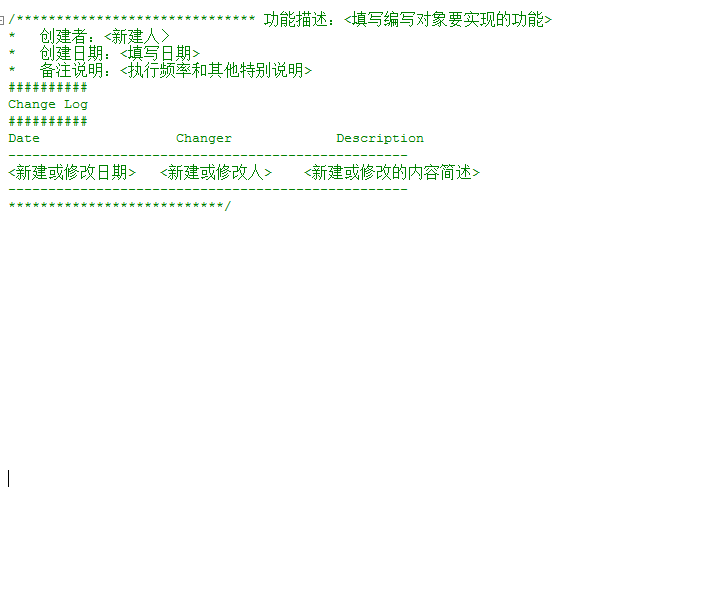 /****************************** 功能描述：<填写编写对象要实现的功能>
*   创建者：<新建人>
*   创建日期：<填写日期>
*   备注说明：<执行频率和其他特别说明>
##########
Change Log
##########
Date                 Changer             Description
--------------------------------------------------
<新建或修改日期>   <新建或修改人>    <新建或修改的内容简述>
--------------------------------------------------
***************************/